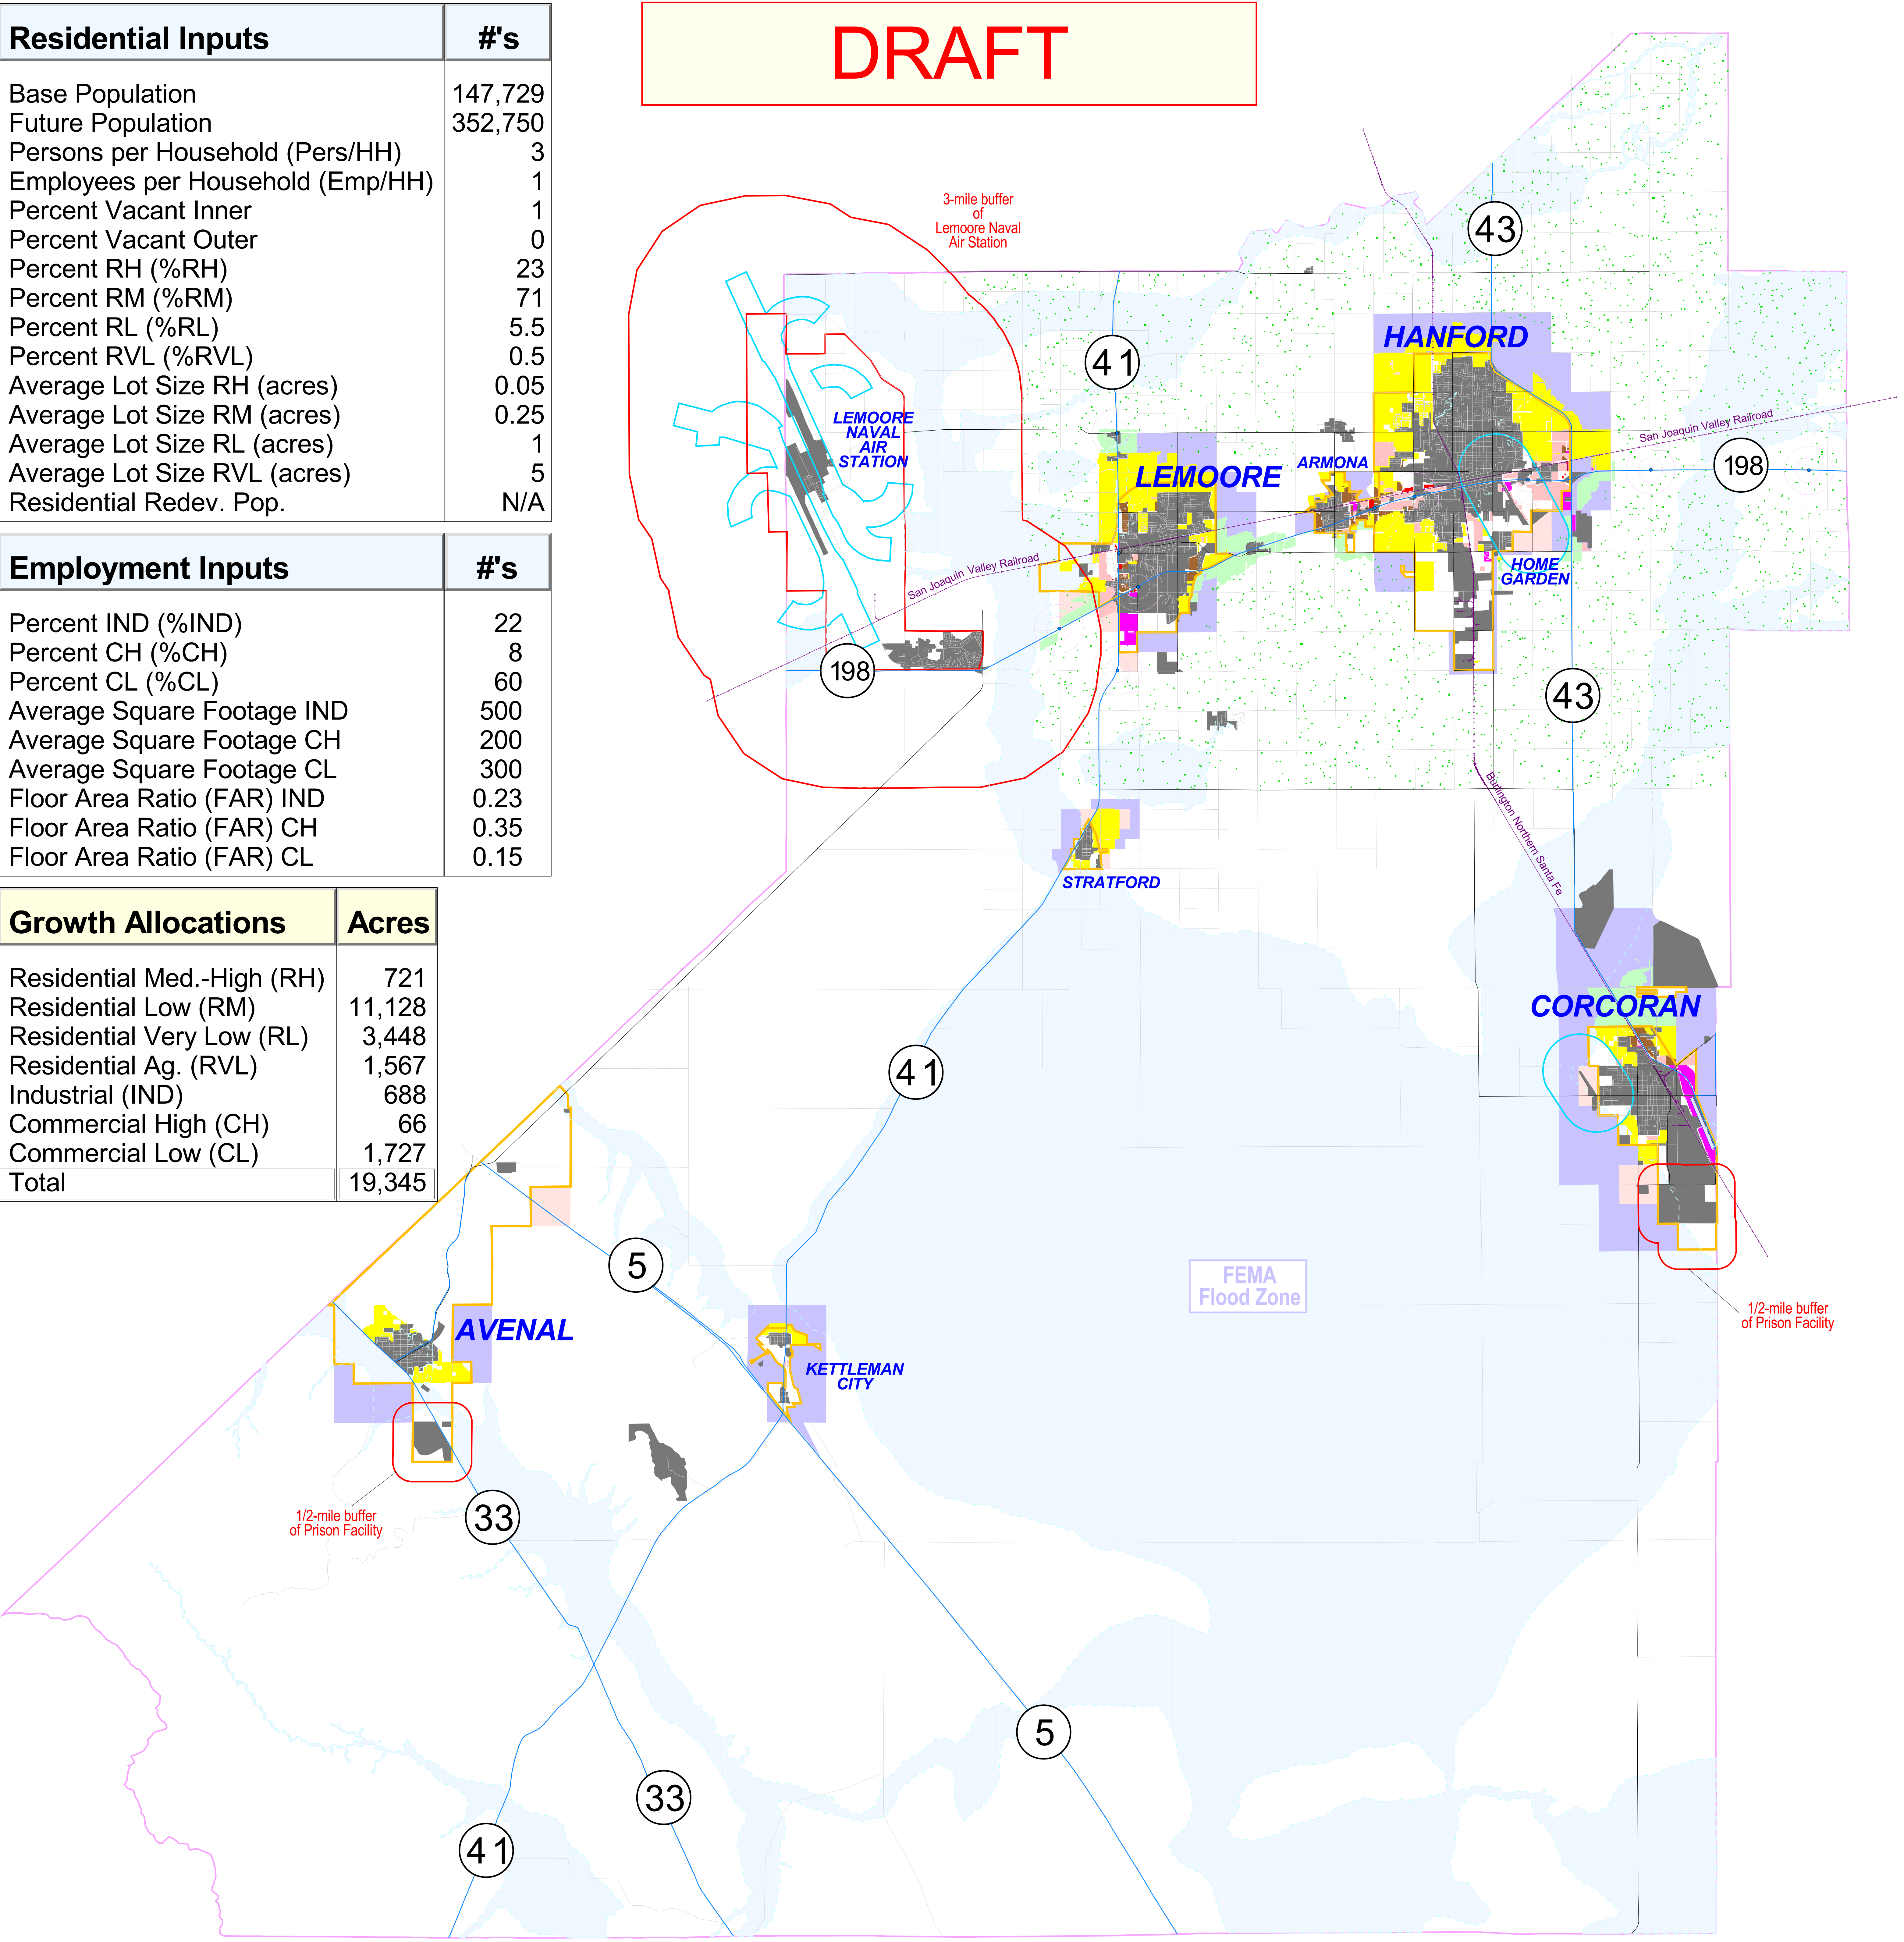 Residential Inputs #'s
Base Population 147,729
Future Population 352,750
Persons per Household (Pers/HH) 3
Employees per Household (Emp/HH) 1
Percent Vacant Inner 1
Percent Vacant Outer 0
Percent RH (%RH) 23
Percent RM (%RM) 71
Percent RL (%RL) 5.5
Percent RVL (%RVL) 0.5
Average Lot Size RH (acres) 0.05
Average Lot Size RM (acres) 0.25
Average Lot Size RL (acres) 1
Average Lot Size RVL (acres) 5
Residential Redev. Pop. N/A
Employment Inputs #'s
Percent IND (%IND) 22
Percent CH (%CH) 8
Percent CL (%CL) 60
Average Square Footage IND 500
Average Square Footage CH 200
Average Square Footage CL 300
Floor Area Ratio (FAR) IND 0.23
Floor Area Ratio (FAR) CH 0.35
Floor Area Ratio (FAR) CL 0.15
Growth Allocations Acres
Residential Med.-High (RH) 721
Residential Low (RM) 11,128
Residential Very Low (RL) 3,448
Residential Ag. (RVL) 1,567
Industrial (IND) 688
Commercial High (CH) 66
Commercial Low (CL) 1,727
Total 19,345
DRAFT
3-mile buffer
of
Lemoore Naval
Air Station
43
41
HANFORD
LEMOORE
NAVAL
AIR
STATION
San Joaquin Valley Railroad
198
ARMONA
LEMOORE
HOME
GARDEN
San Joaquin Valley Railroad
198
43
Burlington Northern Santa Fe
STRATFORD
CORCORAN
41
5
FEMA
Flood Zone
1/2-mile buffer
of Prison Facility
AVENAL
KETTLEMAN
CITY
1/2-mile buffer
of Prison Facility
33
5
33
41